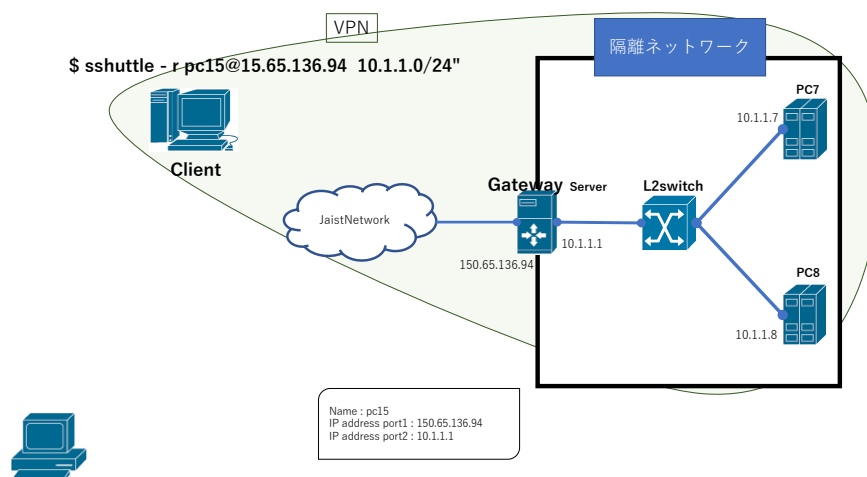 VPN
隔離ネットワーク
$ sshuttle - r pc15@15.65.136.94 10.1.1.0/24"
PC7
10.1.1.7
Client
Gateway Server
L2switch
JaistNetwork
10.1.1.1
150.65.136.94
PC8
10.1.1.8
Name : pc15
IP address port1 : 150.65.136.94
IP address port2 : 10.1.1.1